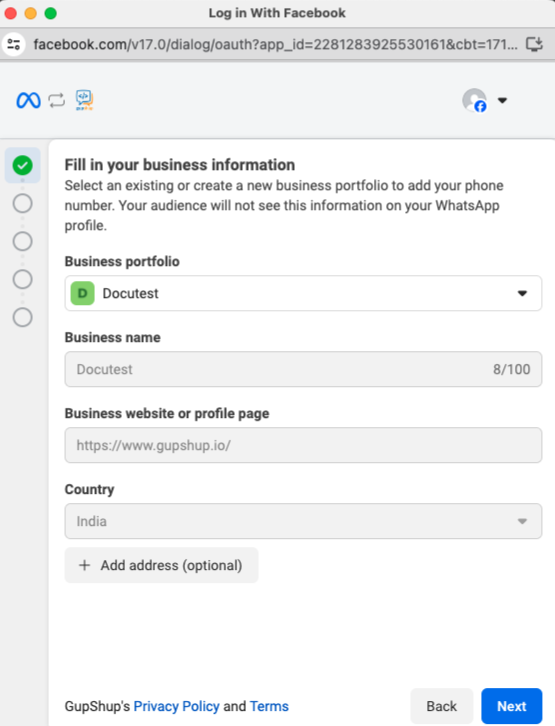 Log in With Facebook
facebook.com/v17.0/dialog/oauth?app_id=2281283925530161&cbt=171...
Fill in your business information
Select an existing or create a new business portfolio to add your phone
number. Your audience will not see this information on your WhatsApp
profile.
Business portfolio
D Docutest
Business name
Docutest 8/100
Business website or profile page
https://www.gupshup.io/
Country
India
+ Add address (optional)
GupShup's Privacy Policy and Terms Back Next